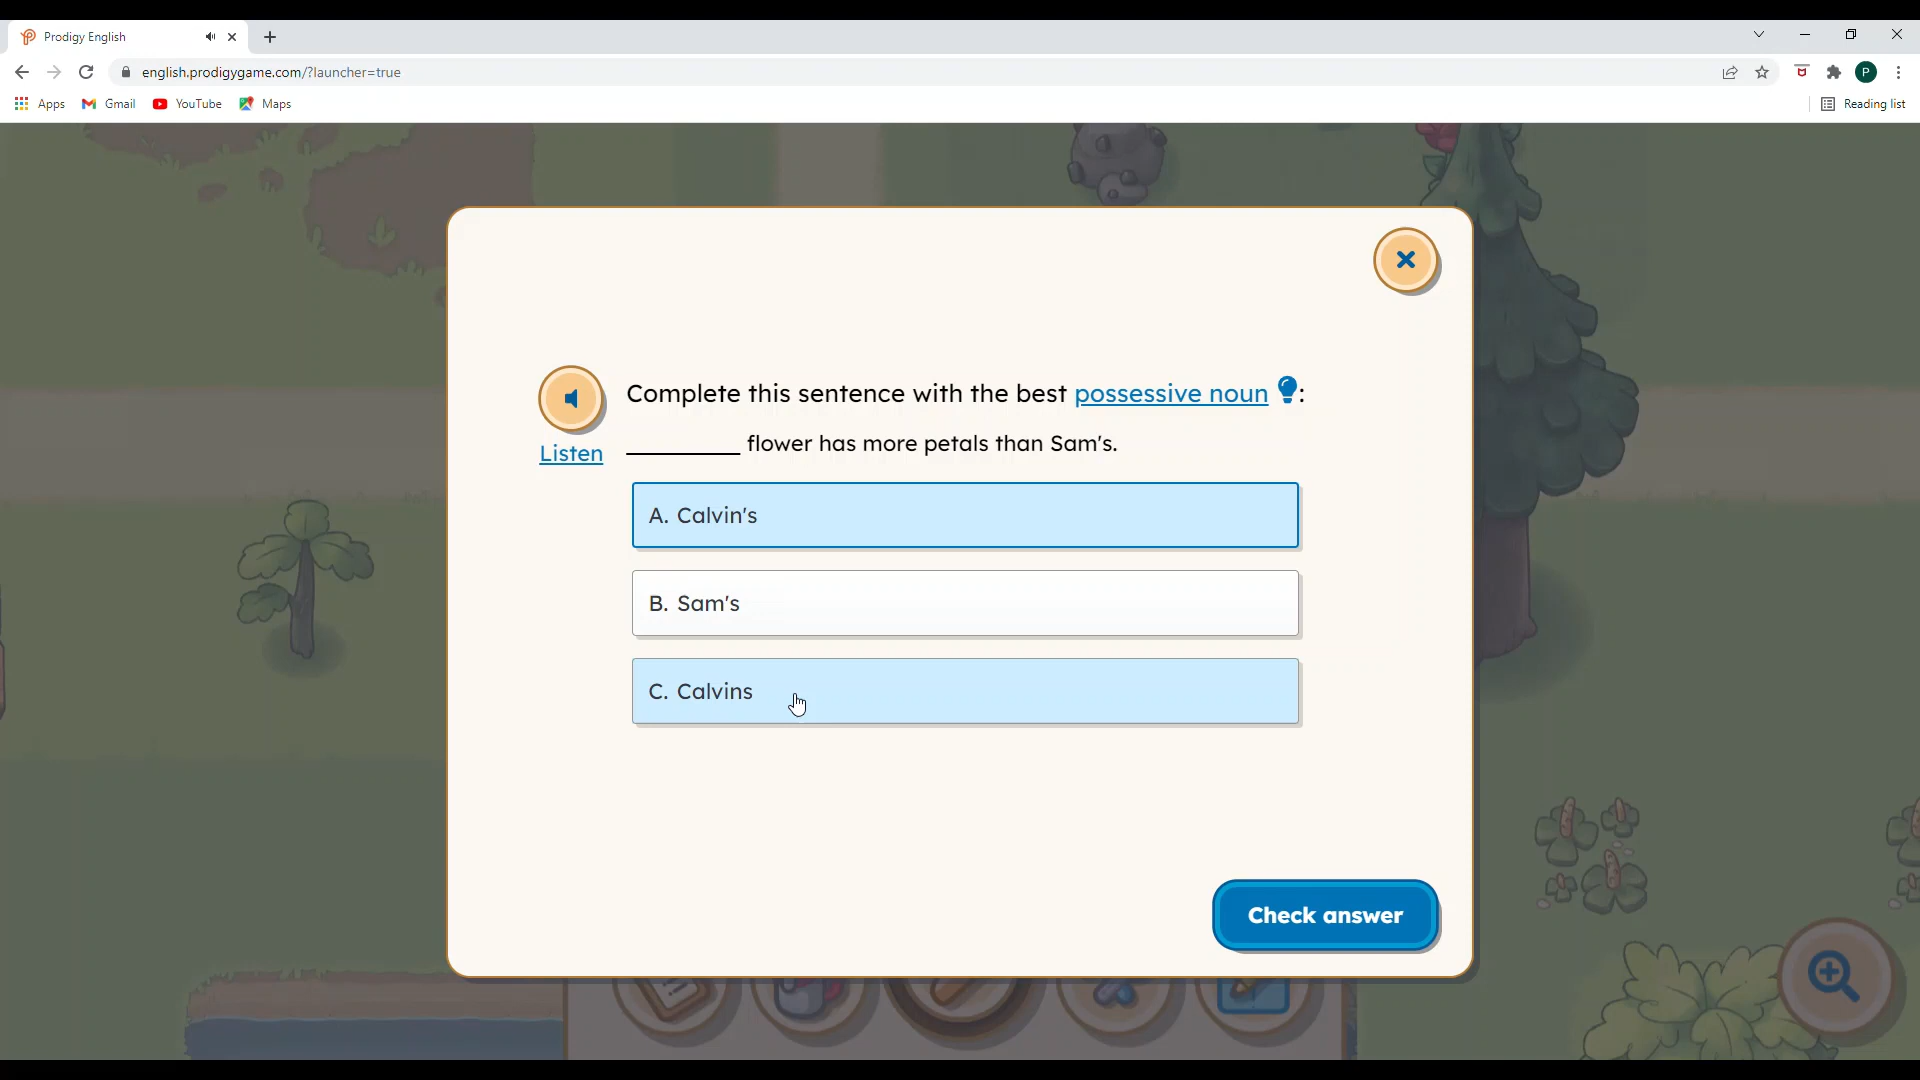 Prodigy English
english.prodigygame.com/?launcher=true
P
Apps Gmail YouTube Maps Reading list
Complete this sentence with the best possessive noun :
Listen
__________ flower has more petals than Sam's.
A. Calvin's
B. Sam's
C. Calvins
Check answer